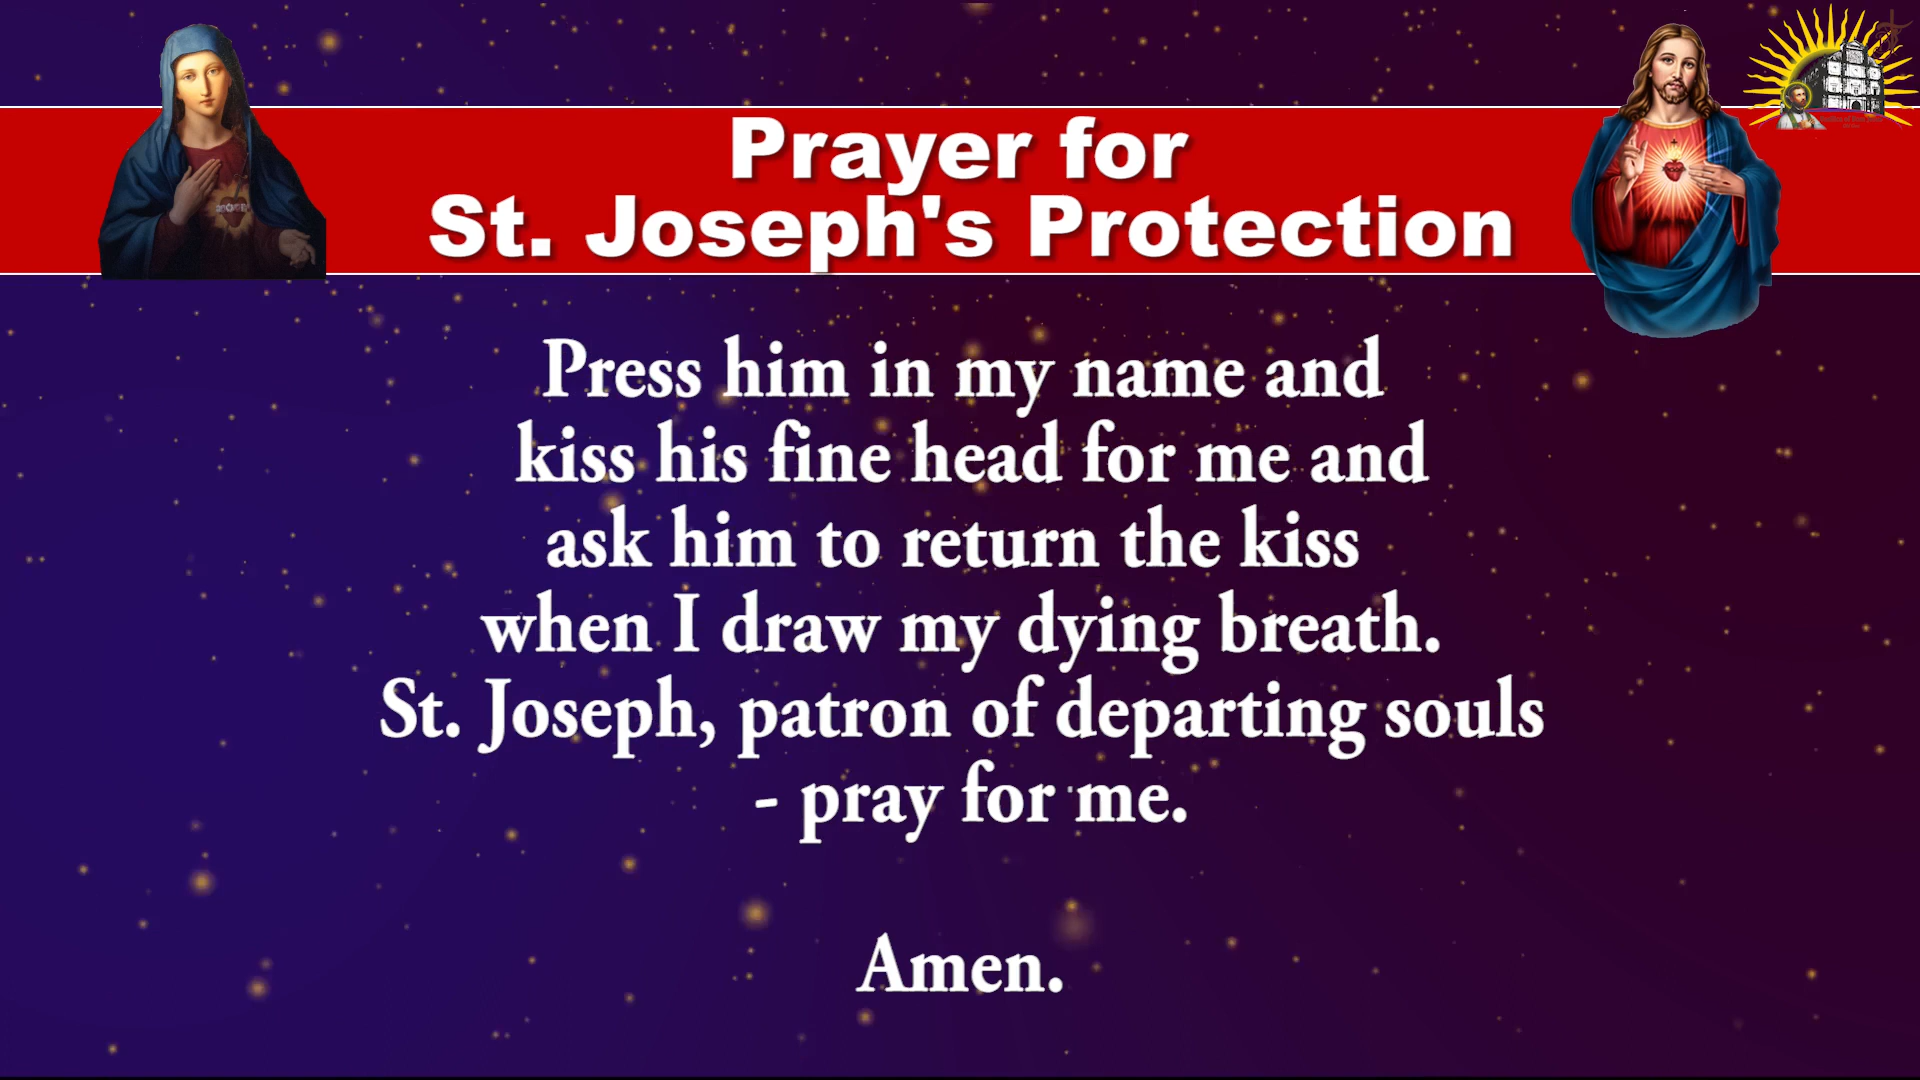 Prayer for
St. Joseph's Protection
Press him in my name and
kiss his fine head for me and
ask him to return the kiss
when I draw my dying breath.
St. Joseph, patron of departing souls
- pray for me.
Amen.